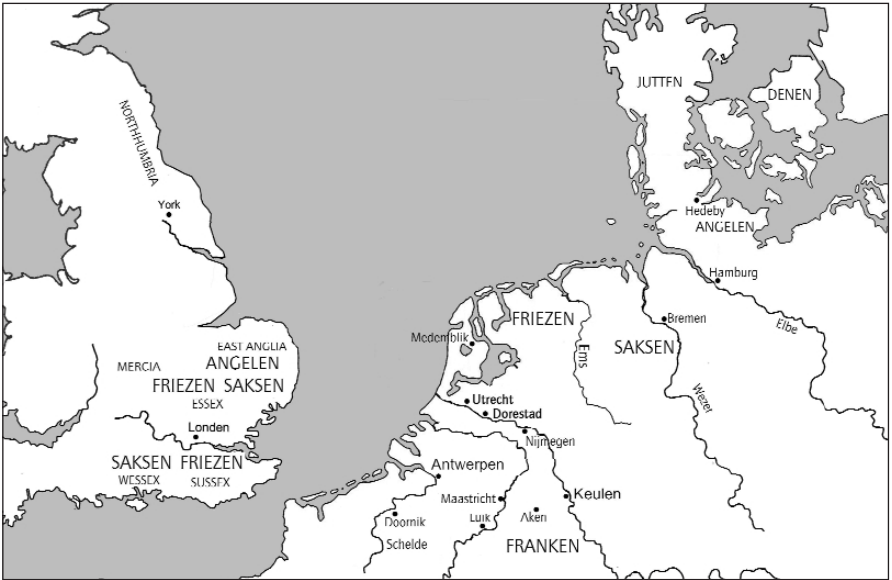 JUTTEN
DENEN
NORTHHUMBRIA
York
Hedeby
ANGELEN
Hamburg
Elbe
Bremen
SAKSEN
Wezer
FRIEZEN
Ems
Medemblik
EAST ANGLIA
MERCIA
ANGELEN
FRIEZEN SAKSEN
ESSEX
Londen
SAKSEN FRIEZEN
WESSEX SUSSEX
Utrecht
Dorestad
Nijmegen
Antwerpen
Maastricht
Keulen
Doornik
Luik
Aken
Schelde
FRANKEN